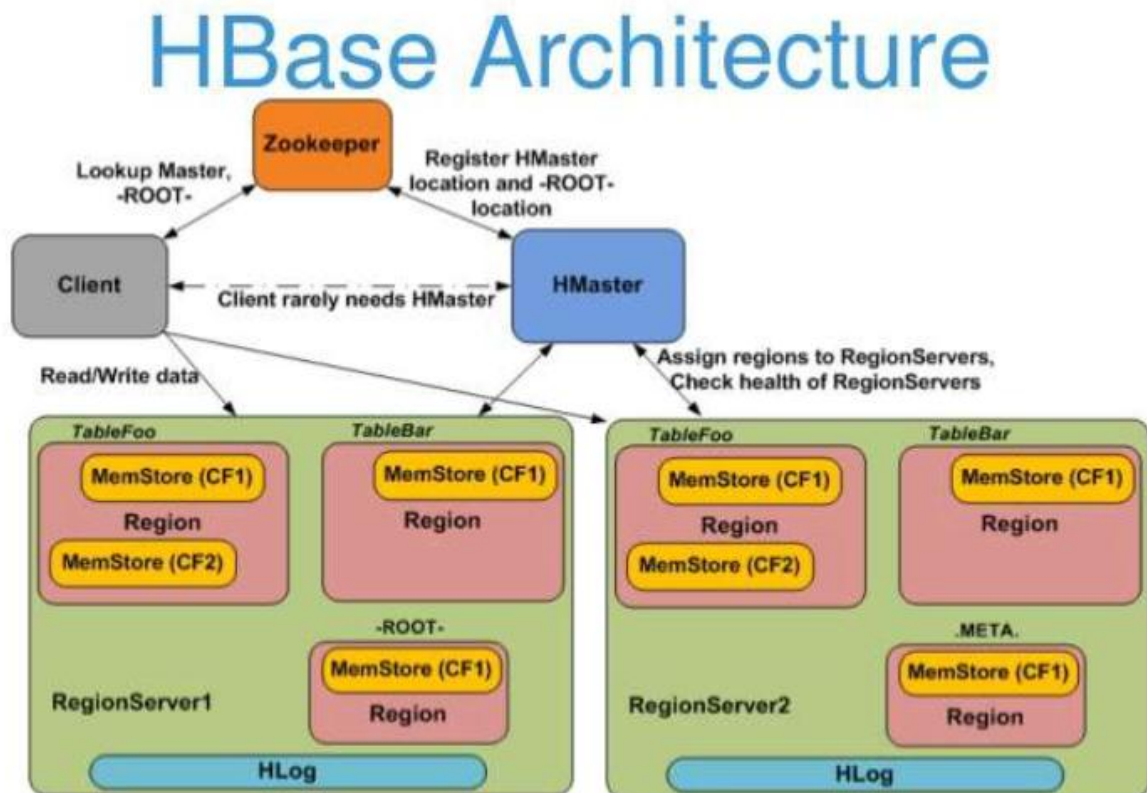 HBase Architecture
Zookeeper
Lookup Master,
-ROOT-
Register HMaster
location and -ROOT-
location
Client
Client rarely needs HMaster
HMaster
Read/Write data
Assign regions to RegionServers,
Check health of RegionServers
TableFoo
MemStore (CF1)
Region
MemStore (CF2)
TableBar
MemStore (CF1)
Region
-ROOT-
MemStore (CF1)
Region
RegionServer1
HLog
TableFoo
MemStore (CF1)
Region
MemStore (CF2)
TableBar
MemStore (CF1)
Region
.META.
MemStore (CF1)
Region
RegionServer2
HLog